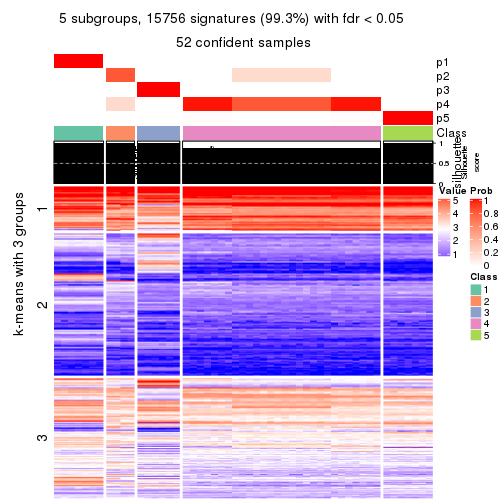 5 subgroups, 15756 signatures (99.3%) with fdr < 0.05
52 confident samples
p1
p2
p3
p4
p5
Class
1
0.5
0
silhouette
Silhouette
score
k-means with 3 groups
1
2
3
Value
5
4
3
2
1
Prob
1
0.8
0.6
0.4
0.2
0
Class
1
2
3
4
5